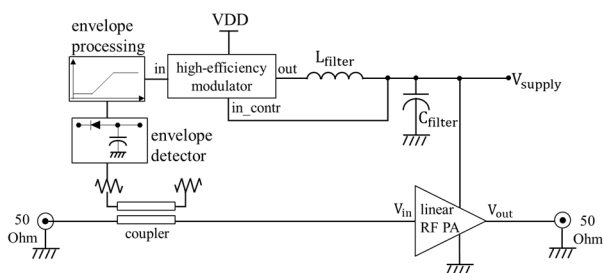 envelope
processing
VDD
in
high-efficiency
modulator
out
L_filter
in_contr
V_supply
C_filter
envelope
detector
50
Ohm
coupler
V_in
linear
RF PA
V_out
50
Ohm